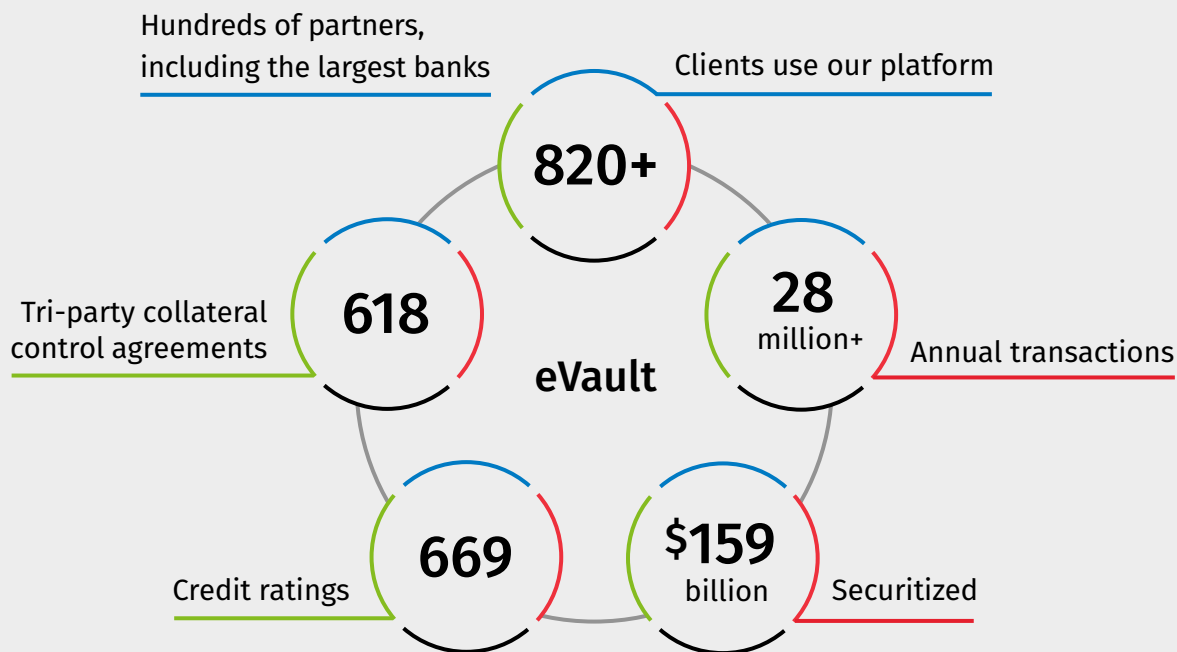 Hundreds of partners,
including the largest banks
Clients use our platform
820+
618
28
million+
Tri-party collateral
control agreements
Annual transactions
eVault
669
$159
billion
Credit ratings
Securitized